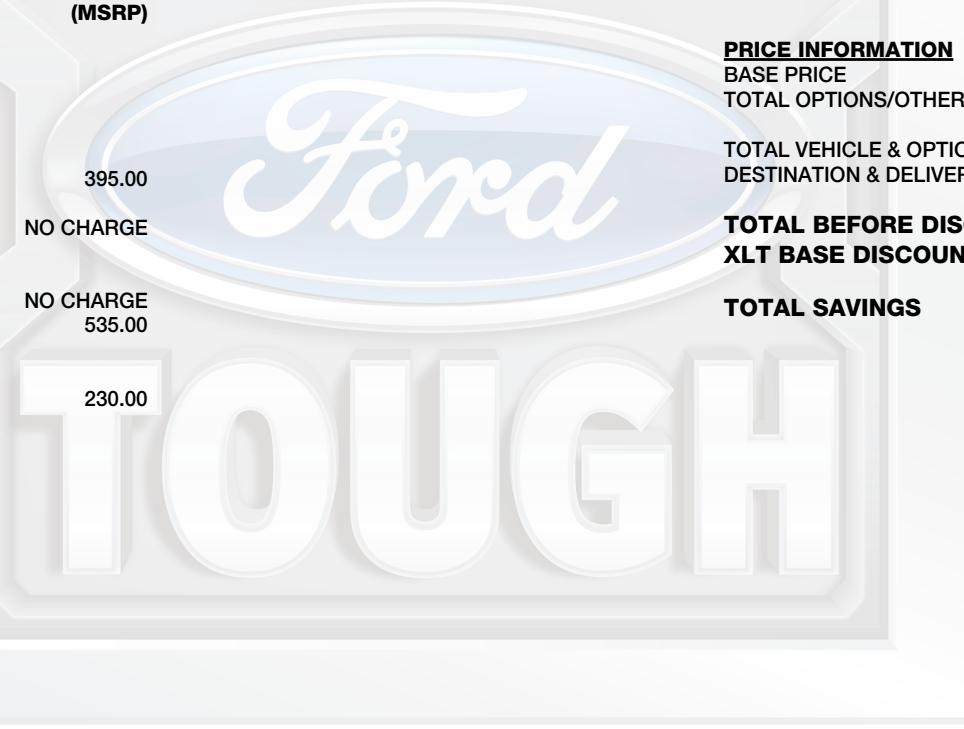 (MSRP)
395.00
NO CHARGE
NO CHARGE
535.00
230.00
PRICE INFORMATION
BASE PRICE
TOTAL OPTIONS/OTHER
TOTAL VEHICLE & OPTIO
DESTINATION & DELIVER
TOTAL BEFORE DIS
XLT BASE DISCOUN
TOTAL SAVINGS
Ford
TOUGH